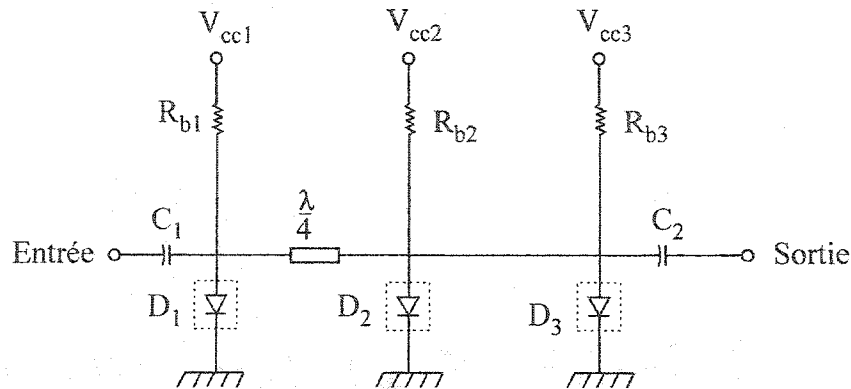 V_cc1 V_cc2 V_cc3
R_b1 R_b2 R_b3
C_1 λ/4 C_2
Entrée Sortie
D_1 D_2 D_3